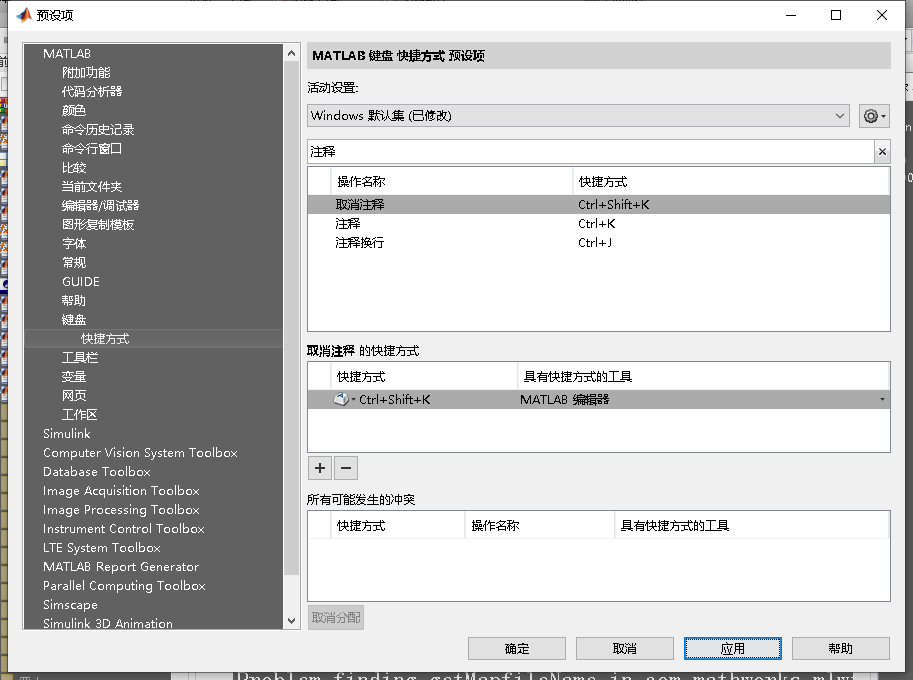 预设项
MATLAB
附加功能
代码分析器
颜色
命令历史记录
命令行窗口
比较
当前文件夹
编辑器/调试器
图形复制模板
字体
常规
GUIDE
帮助
键盘
快捷方式
工具栏
变量
网页
工作区
Simulink
Computer Vision System Toolbox
Database Toolbox
Image Acquisition Toolbox
Image Processing Toolbox
Instrument Control Toolbox
LTE System Toolbox
MATLAB Report Generator
Parallel Computing Toolbox
Simscape
Simulink 3D Animation
MATLAB 键盘 快捷方式 预设项
活动设置:
Windows 默认集 (已修改)
注释
操作名称 快捷方式
取消注释 Ctrl+Shift+K
注释 Ctrl+K
注释换行 Ctrl+J
取消注释 的快捷方式
快捷方式 具有快捷方式的工具
Ctrl+Shift+K MATLAB 编辑器
所有可能发生的冲突
快捷方式 操作名称 具有快捷方式的工具
取消分配
确定 取消 应用 帮助